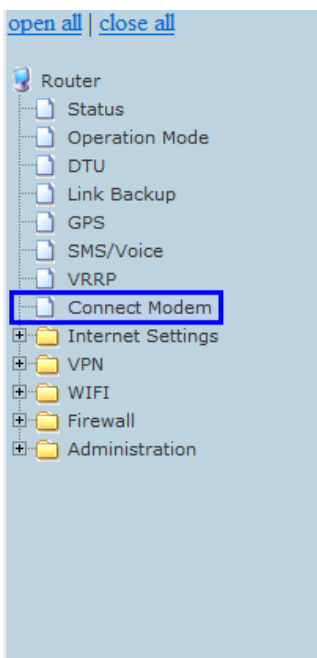 open all | close all
Router
Status
Operation Mode
DTU
Link Backup
GPS
SMS/Voice
VRRP
Connect Modem
Internet Settings
VPN
WIFI
Firewall
Administration